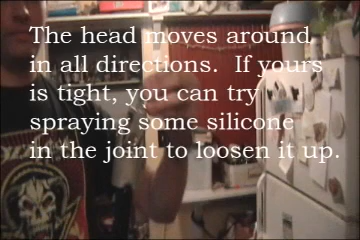 The head moves around
in all directions.  If yours
is tight, you can try
spraying some silicone
in the joint to loosen it up.